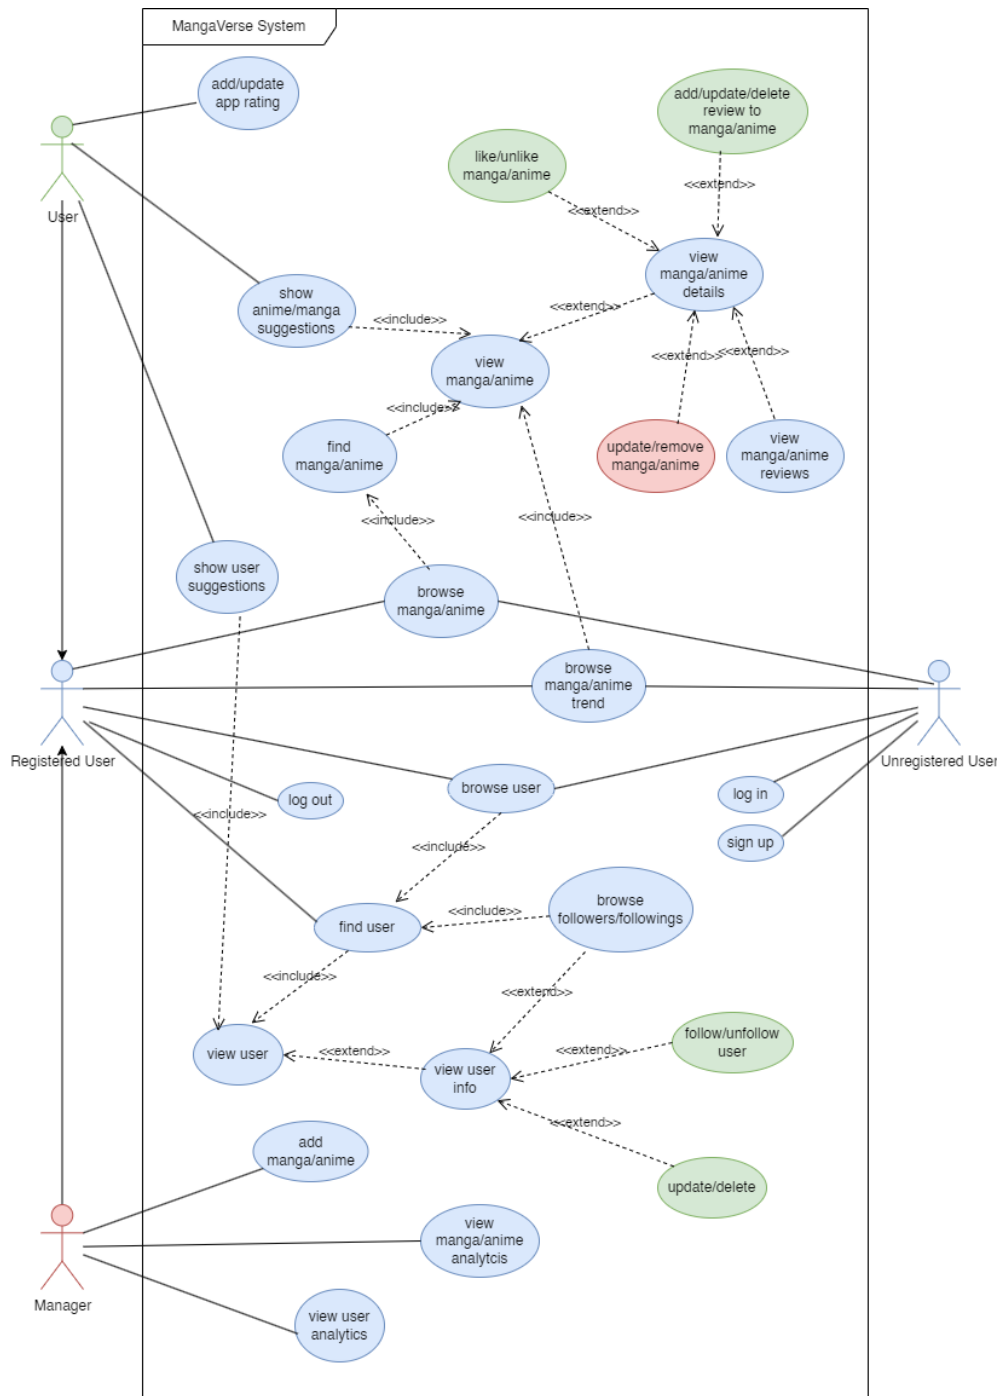 MangaVerse System
add/update
app rating
add/update/delete
review to
manga/anime
like/unlike
manga/anime
<<extend>>
<<extend>>
User
view
manga/anime
details
show
anime/manga
suggestions
<<include>>
<<extend>>
view
manga/anime
<<extend>>
<<extend>>
<<include>>
find
manga/anime
update/remove
manga/anime
view
manga/anime
reviews
<<include>>
<<include>>
show user
suggestions
browse
manga/anime
browse
manga/anime
trend
Registered User
Unregistered User
browse user
log out
log in
<<include>>
sign up
<<include>>
browse
followers/followings
<<include>>
find user
<<include>>
<<extend>>
view user
<<extend>>
view user
info
<<extend>>
follow/unfollow
user
<<extend>>
add
manga/anime
update/delete
view
manga/anime
analytcis
Manager
view user
analytics